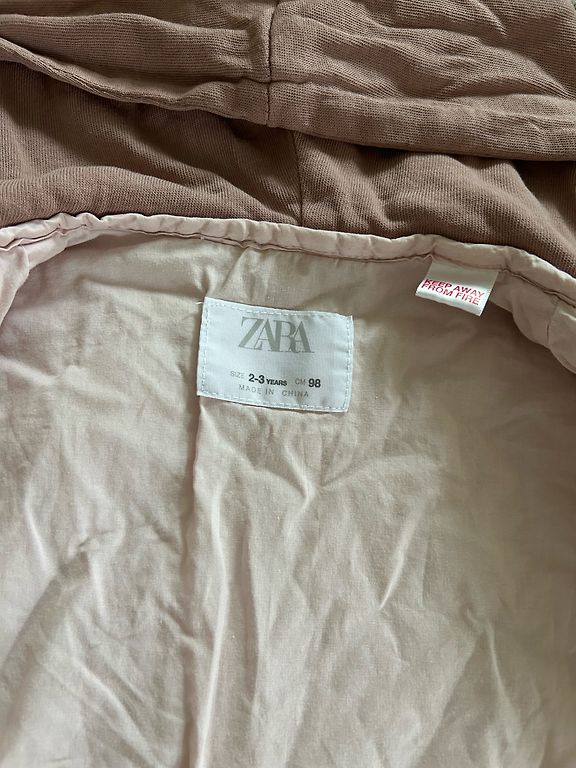 ZARA
SIZE 2-3 YEARS CM 98
MADE IN CHINA
KEEP AWAY
FROM FIRE